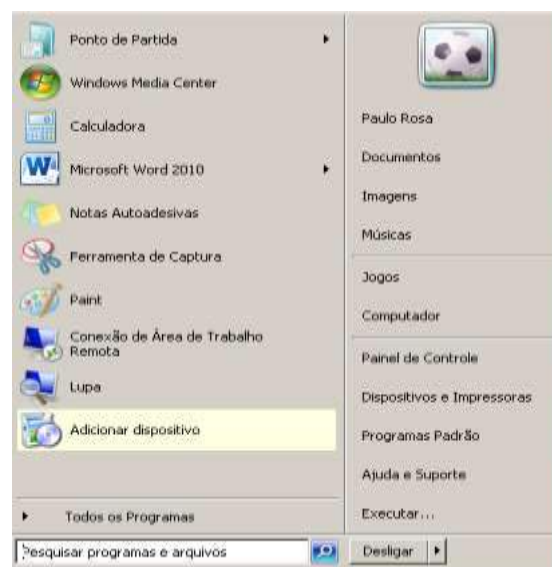 Ponto de Partida
Windows Media Center
Calculadora
Microsoft Word 2010
Notas Autoadesivas
Ferramenta de Captura
Paint
Conexão de Área de Trabalho
Remota
Lupa
Adicionar dispositivo
Todos os Programas
Pesquisar programas e arquivos
Paulo Rosa
Documentos
Imagens
Músicas
Jogos
Computador
Painel de Controle
Dispositivos e Impressoras
Programas Padrão
Ajuda e Suporte
Executar...
Desligar